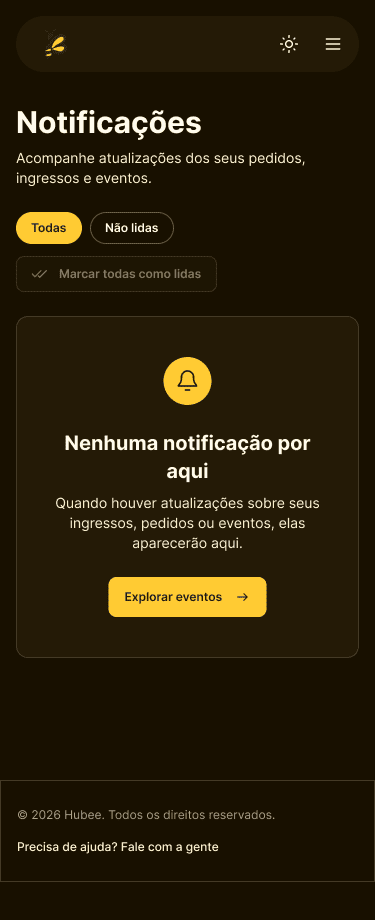 Notificações
Acompanhe atualizações dos seus pedidos,
ingressos e eventos.
Todas
Não lidas
Marcar todas como lidas
Nenhuma notificação por
aqui
Quando houver atualizações sobre seus
ingressos, pedidos ou eventos, elas
aparecerão aqui.
Explorar eventos
© 2026 Hubee. Todos os direitos reservados.
Precisa de ajuda? Fale com a gente